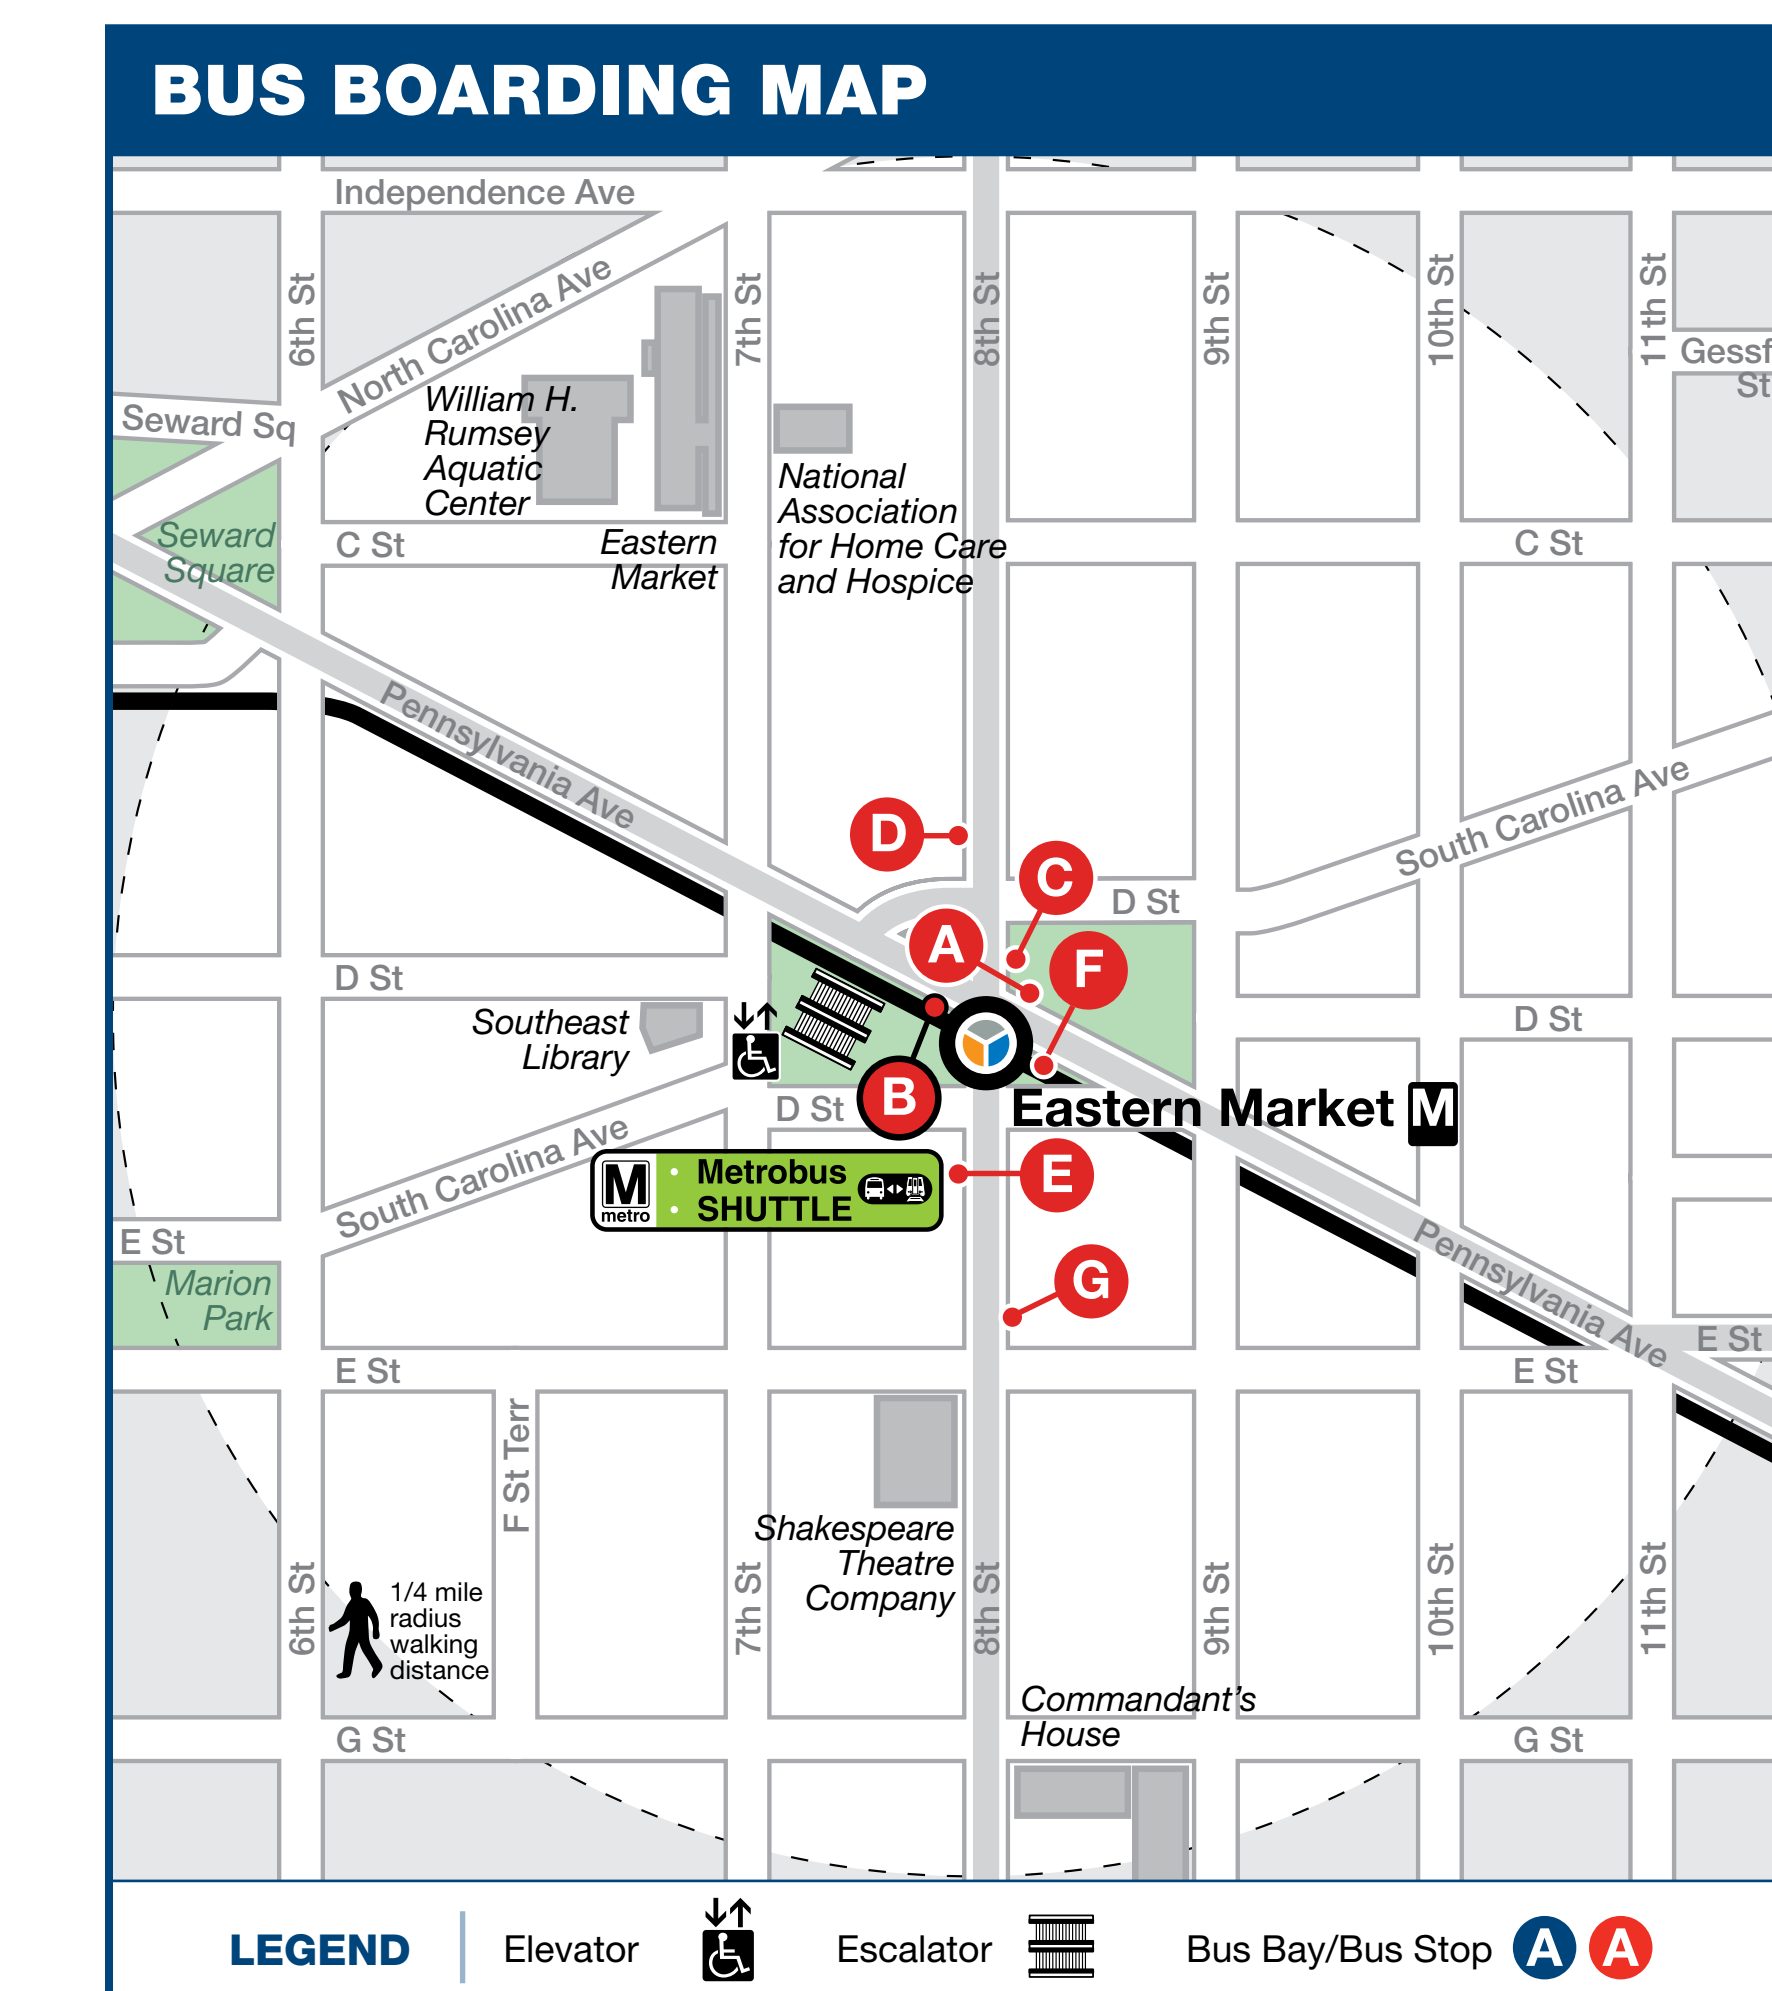 BUS BOARDING MAP
Independence Ave
6th St
North Carolina Ave
7th St
8th St
9th St
10th St
11th St
Seward Sq
William H.
Rumsey
Aquatic
Center
National
Association
for Home Care
and Hospice
Seward
Square
C St
Eastern
Market
C St
Pennsylvania Ave
South Carolina Ave
D
C
D St
A
F
D St
Southeast
Library
D St
B
D St
Eastern Market M
South Carolina Ave
M
metro
Metrobus
SHUTTLE
E
E St
Marion
Park
G
Pennsylvania Ave
E St
E St
E St
F St Terr
Shakespeare
Theatre
Company
6th St
1/4 mile
radius
walking
distance
7th St
8th St
9th St
10th St
11th St
Commandant's
House
G St
G St
LEGEND
Elevator
Escalator
Bus Bay/Bus Stop A A